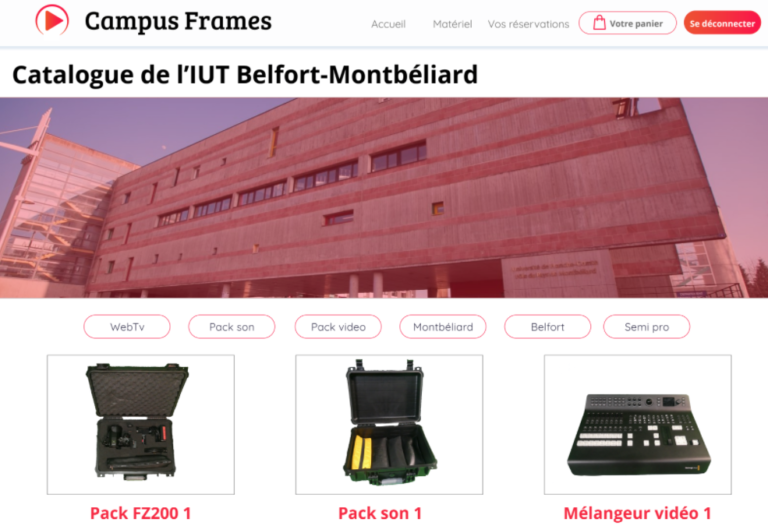 Campus Frames
Accueil
Matériel
Vos réservations
Votre panier
Se déconnecter
Catalogue de l'IUT Belfort-Montbéliard
WebTv
Pack son
Pack video
Montbéliard
Belfort
Semi pro
Pack FZ200 1
Pack son 1
Mélangeur vidéo 1